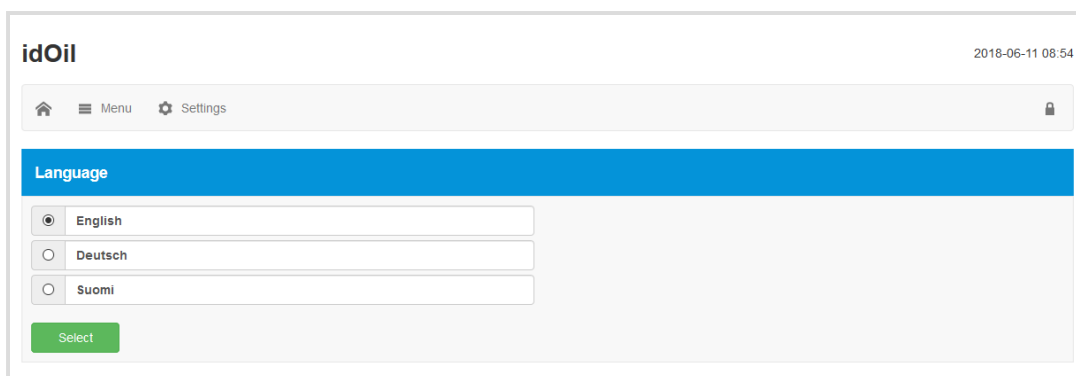 idOil
2018-06-11 08:54
Menu Settings
Language
English
Deutsch
Suomi
Select